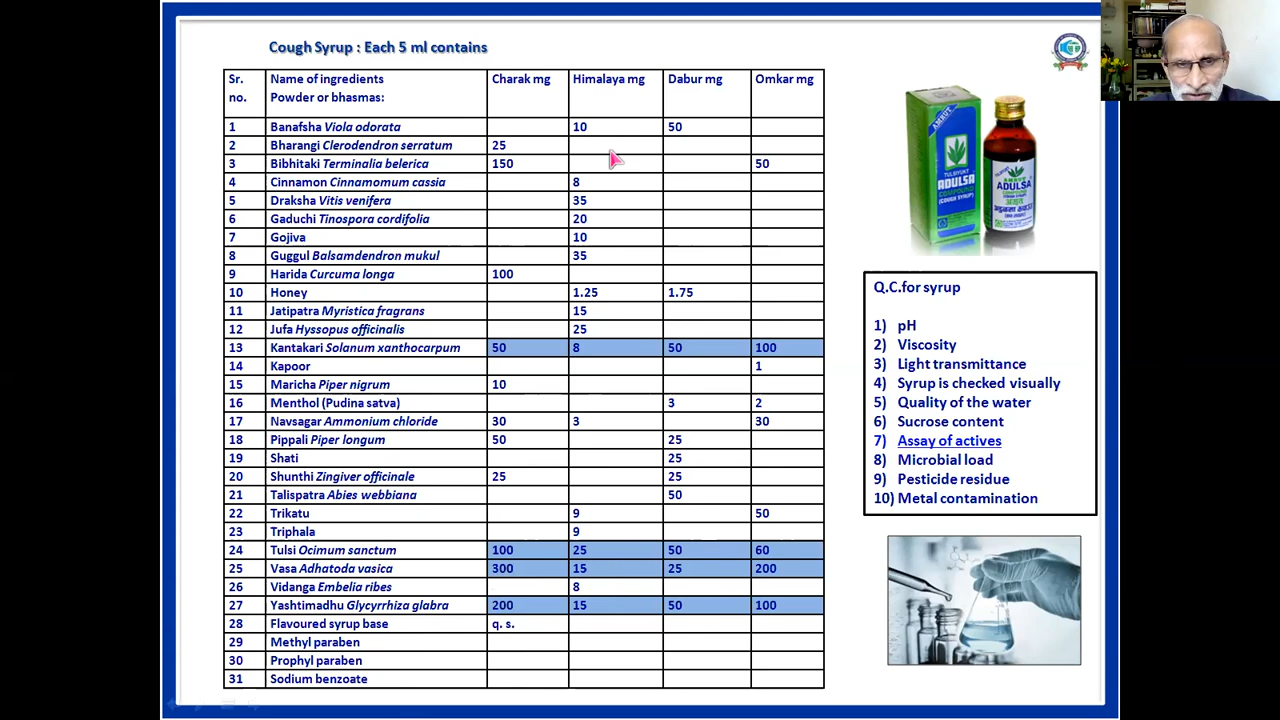 Cough Syrup : Each 5 ml contains
Sr. no. Name of ingredients Powder or bhasmas: Charak mg Himalaya mg Dabur mg Omkar mg
1 Banafsha Viola odorata 10 50
2 Bharangi Clerodendron serratum 25
3 Bibhitaki Terminalia belerica 150 50
4 Cinnamon Cinnamomum cassia 8
5 Draksha Vitis venifera 35
6 Gaduchi Tinospora cordifolia 20
7 Gojiva 10
8 Guggul Balsamdendron mukul 35
9 Harida Curcuma longa 100
10 Honey 1.25 1.75
11 Jatipatra Myristica fragrans 15
12 Jufa Hyssopus officinalis 25
13 Kantakari Solanum xanthocarpum 50 8 50 100
14 Kapoor 1
15 Maricha Piper nigrum 10
16 Menthol (Pudina satva) 3 2
17 Navsagar Ammonium chloride 30 3 30
18 Pippali Piper longum 50 25
19 Shati 25
20 Shunthi Zingiver officinale 25 25
21 Talispatra Abies webbiana 50
22 Trikatu 9 50
23 Triphala 9
24 Tulsi Ocimum sanctum 100 25 50 60
25 Vasa Adhatoda vasica 300 15 25 200
26 Vidanga Embelia ribes 8
27 Yashtimadhu Glycyrrhiza glabra 200 15 50 100
28 Flavoured syrup base q. s.
29 Methyl paraben
30 Prophyl paraben
31 Sodium benzoate
AMRUT
TULSIYUKT
ADULSA
COMPOUND
(COUGH SYRUP)
ADULSA
Q.C.for syrup
1) pH
2) Viscosity
3) Light transmittance
4) Syrup is checked visually
5) Quality of the water
6) Sucrose content
7) Assay of actives
8) Microbial load
9) Pesticide residue
10) Metal contamination